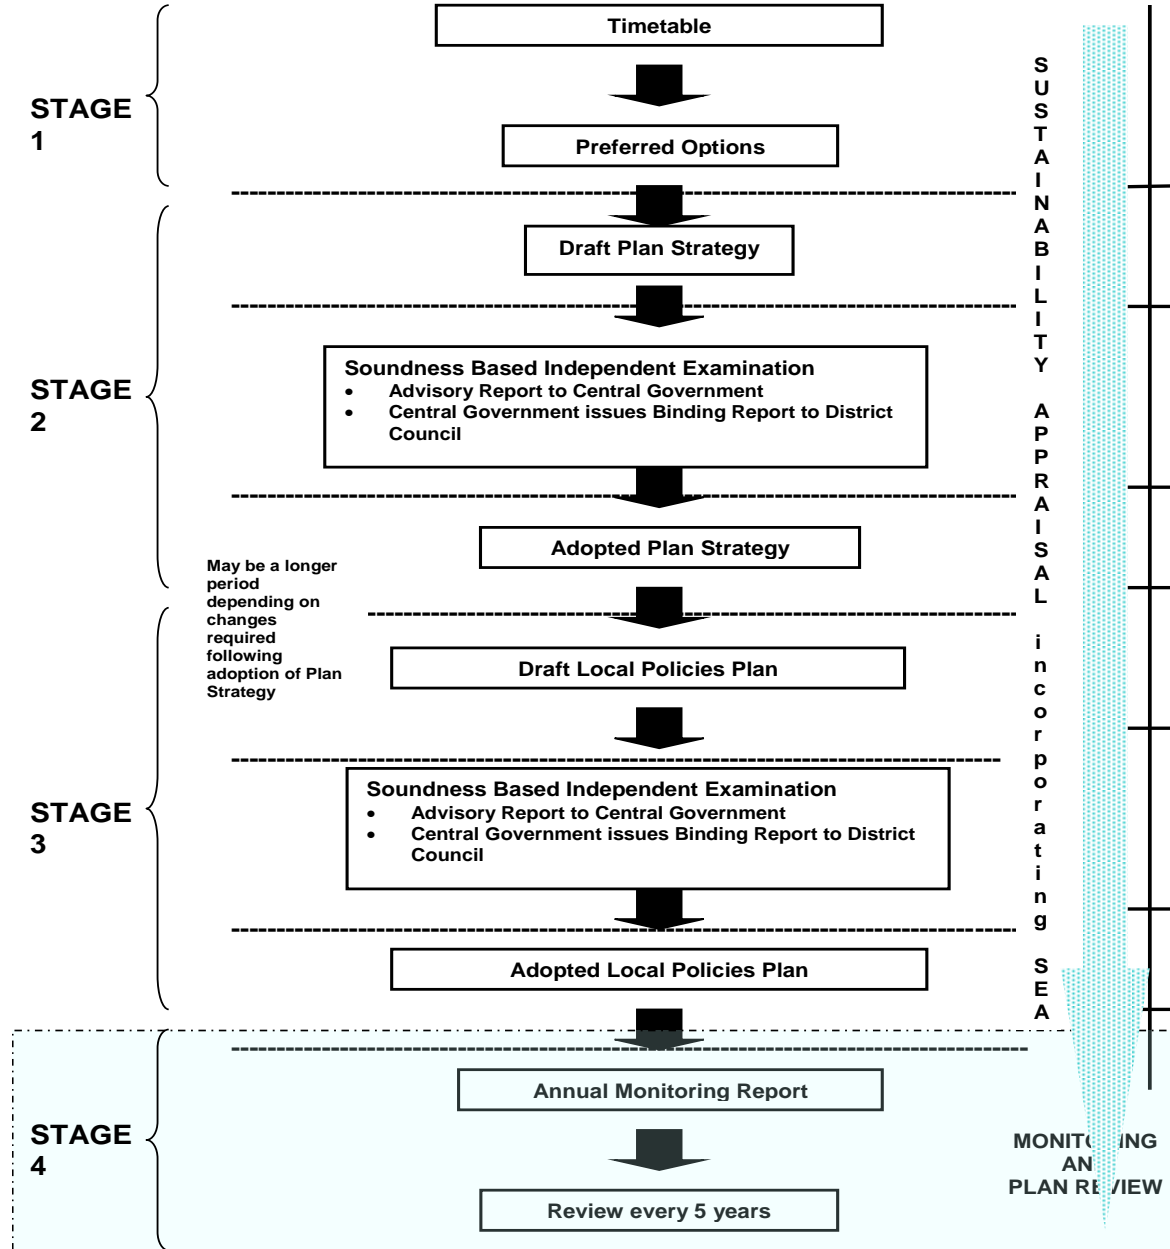 Timetable
STAGE
1
Preferred Options
Draft Plan Strategy
STAGE
2
Soundness Based Independent Examination
• Advisory Report to Central Government
• Central Government issues Binding Report to District
Council
Adopted Plan Strategy
May be a longer
period
depending on
changes
required
following
adoption of Plan
Strategy
Draft Local Policies Plan
STAGE
3
Soundness Based Independent Examination
• Advisory Report to Central Government
• Central Government issues Binding Report to District
Council
Adopted Local Policies Plan
SUSTAINABILITY APPRAISAL incorporating SEA
STAGE
4
Annual Monitoring Report
Review every 5 years
MONITORING
AND
PLAN REVIEW